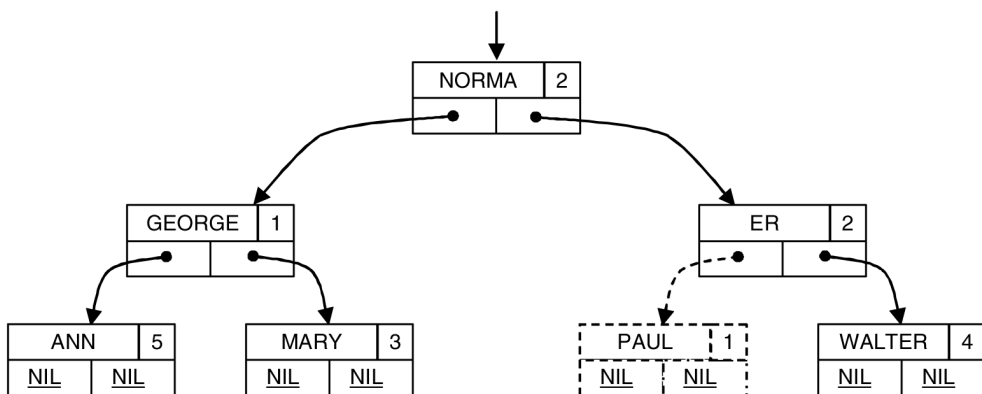 NORMA 2
GEORGE 1 ER 2
ANN 5 MARY 3 PAUL 1 WALTER 4
NIL NIL NIL NIL NIL NIL NIL NIL